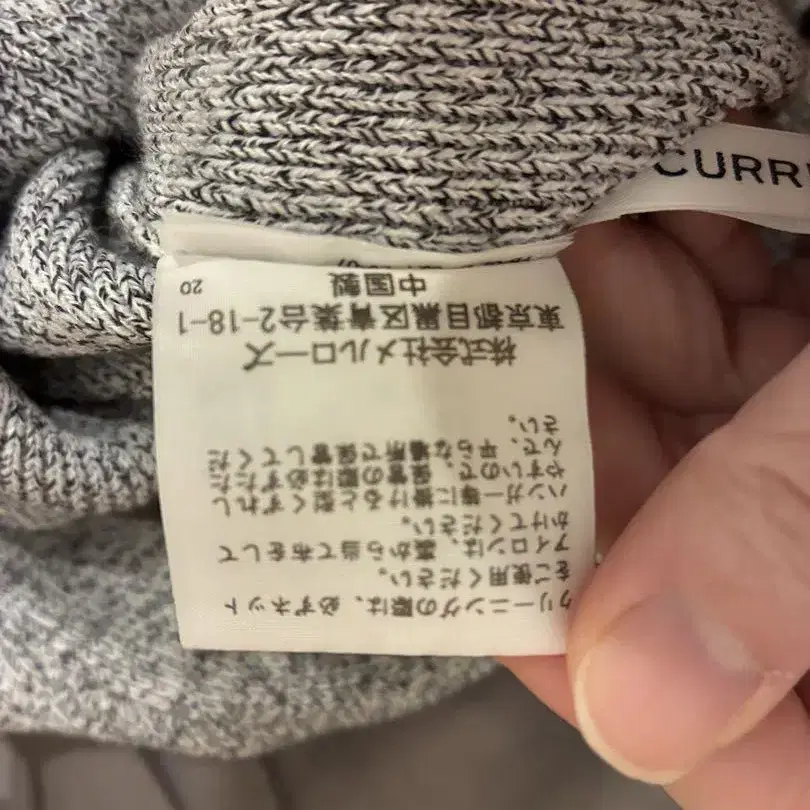 クリーニングの際は、必ずネット
をご使用ください。
アイロンは、裏から当て布をして
かけてください。
ハンガー等に掛けると型くずれし
やすいので、保管の際は必ずたた
んで、平らな場所で保管してくだ
さい。
株式会社メルローズ
東京都目黒区青葉台2-18-1
中国製
20
CURR